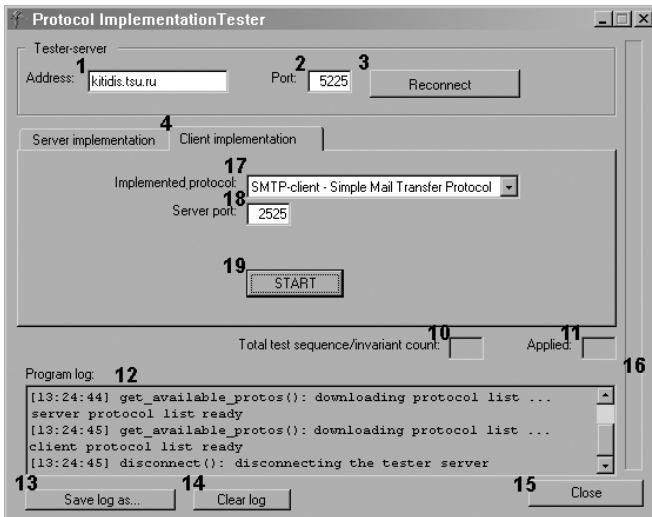 Protocol ImplementationTester
Tester-server
1 2 3
Address: kitidis.tsu.ru Port: 5225 Reconnect
4
Server implementation Client implementation
17
Implemented protocol: SMTP-client - Simple Mail Transfer Protocol
18
Server port: 2525
19
START
10 11
Total test sequence/invariant count: Applied:
16
Program log: 12
[13:24:44] get_available_protos(): downloading protocol list ...
server protocol list ready
[13:24:45] get_available_protos(): downloading protocol list ...
client protocol list ready
[13:24:45] disconnect(): disconnecting the tester server
13 14 15
Save log as... Clear log Close